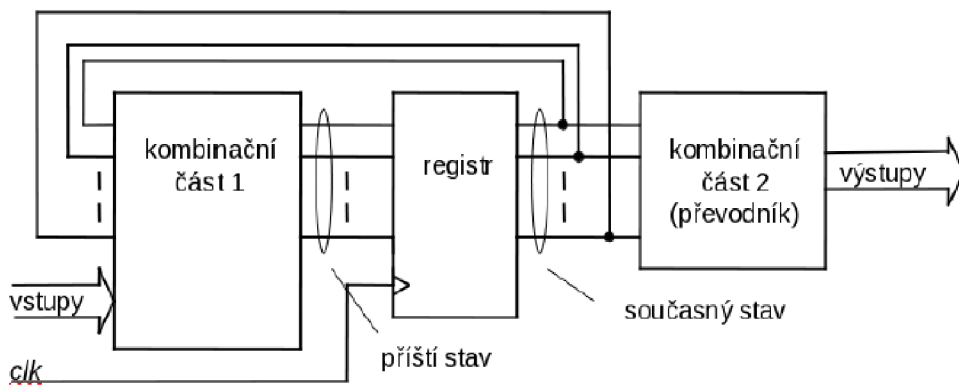 kombinační
část 1
registr
kombinační
část 2
(převodník)
výstupy
vstupy
současný stav
příští stav
clk